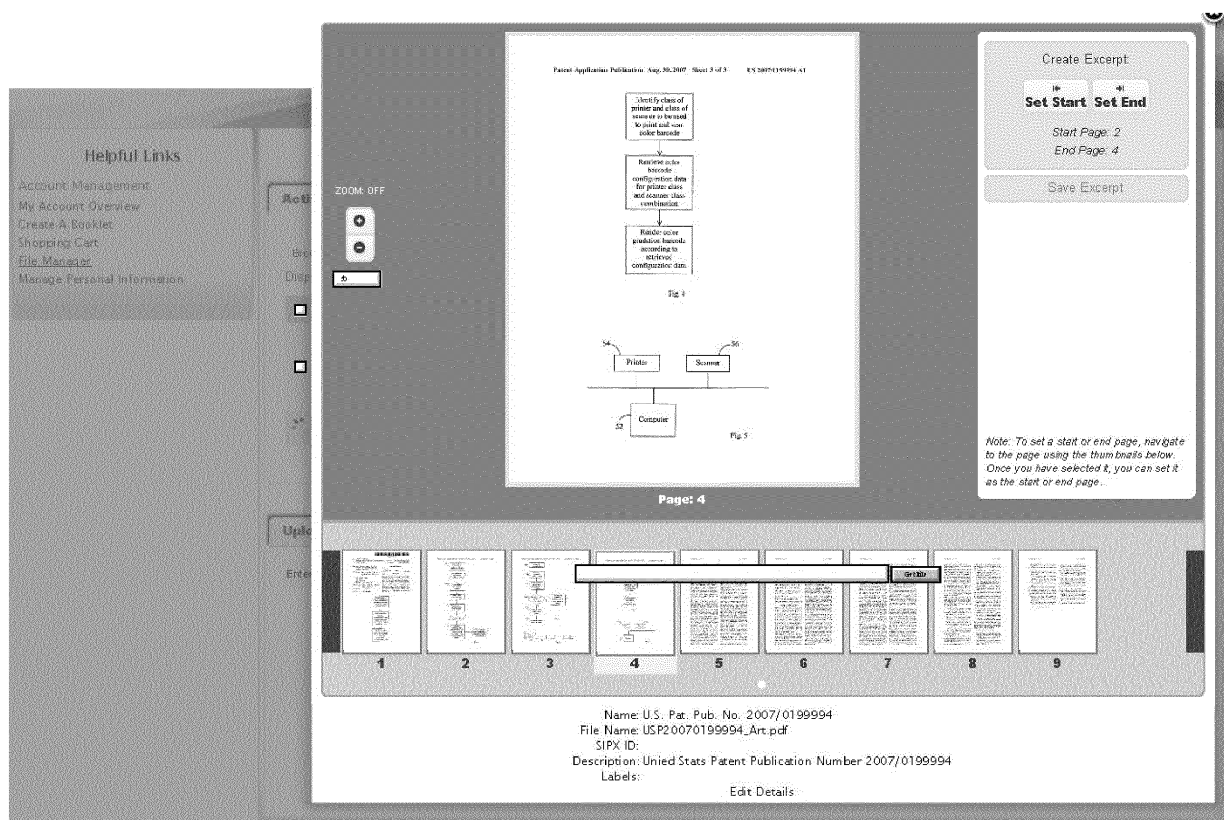 Helpful Links
Account Management
My Account Overview
Create A Booklet
Shopping Cart
File Manager
Manage Personal Information
Acti
Disp
Uplo
Ente
ZOOM: OFF
Patent Application Publication Aug. 30, 2007 Sheet 3 of 3 US 2007/0199994 A1
Identify class of
printer and class of
scanner to be used
to print and scan
color barcode
Retrieve color
barcode
configuration data
for printer class
and scanner class
combination
Render color
gradation barcode
according to
retrieved
configuration data
Fig. 4
54
56
Printer
Scanner
Computer
52
Fig. 5
Page: 4
Create Excerpt
Set Start Set End
Start Page: 2
End Page: 4
Save Excerpt
Note: To set a start or end page, navigate
to the page using the thumbnails below.
Once you have selected it, you can set it
as the start or end page.
Get File
1 2 3 4 5 6 7 8 9
Name: U.S. Pat. Pub. No. 2007/0199994
File Name: USP20070199994_Art.pdf
SIPX ID:
Description: Unied Stats Patent Publication Number 2007/0199994
Labels:
Edit Details